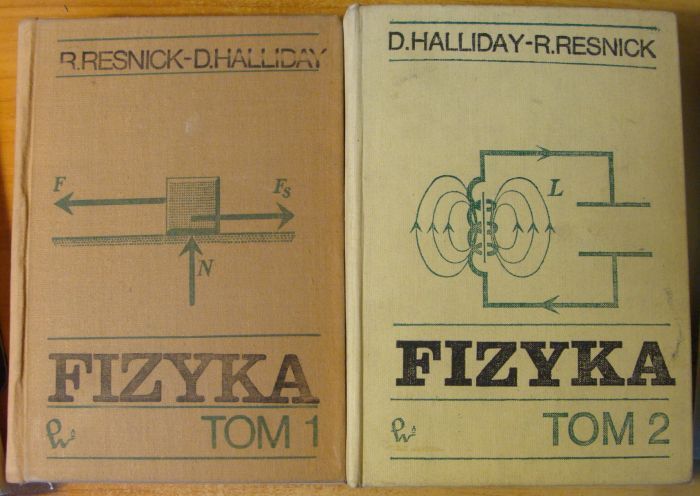 R.RESNICK-D.HALLIDAY
F
Fs
N
FIZYKA
TOM 1
D.HALLIDAY-R.RESNICK
L
FIZYKA
TOM 2